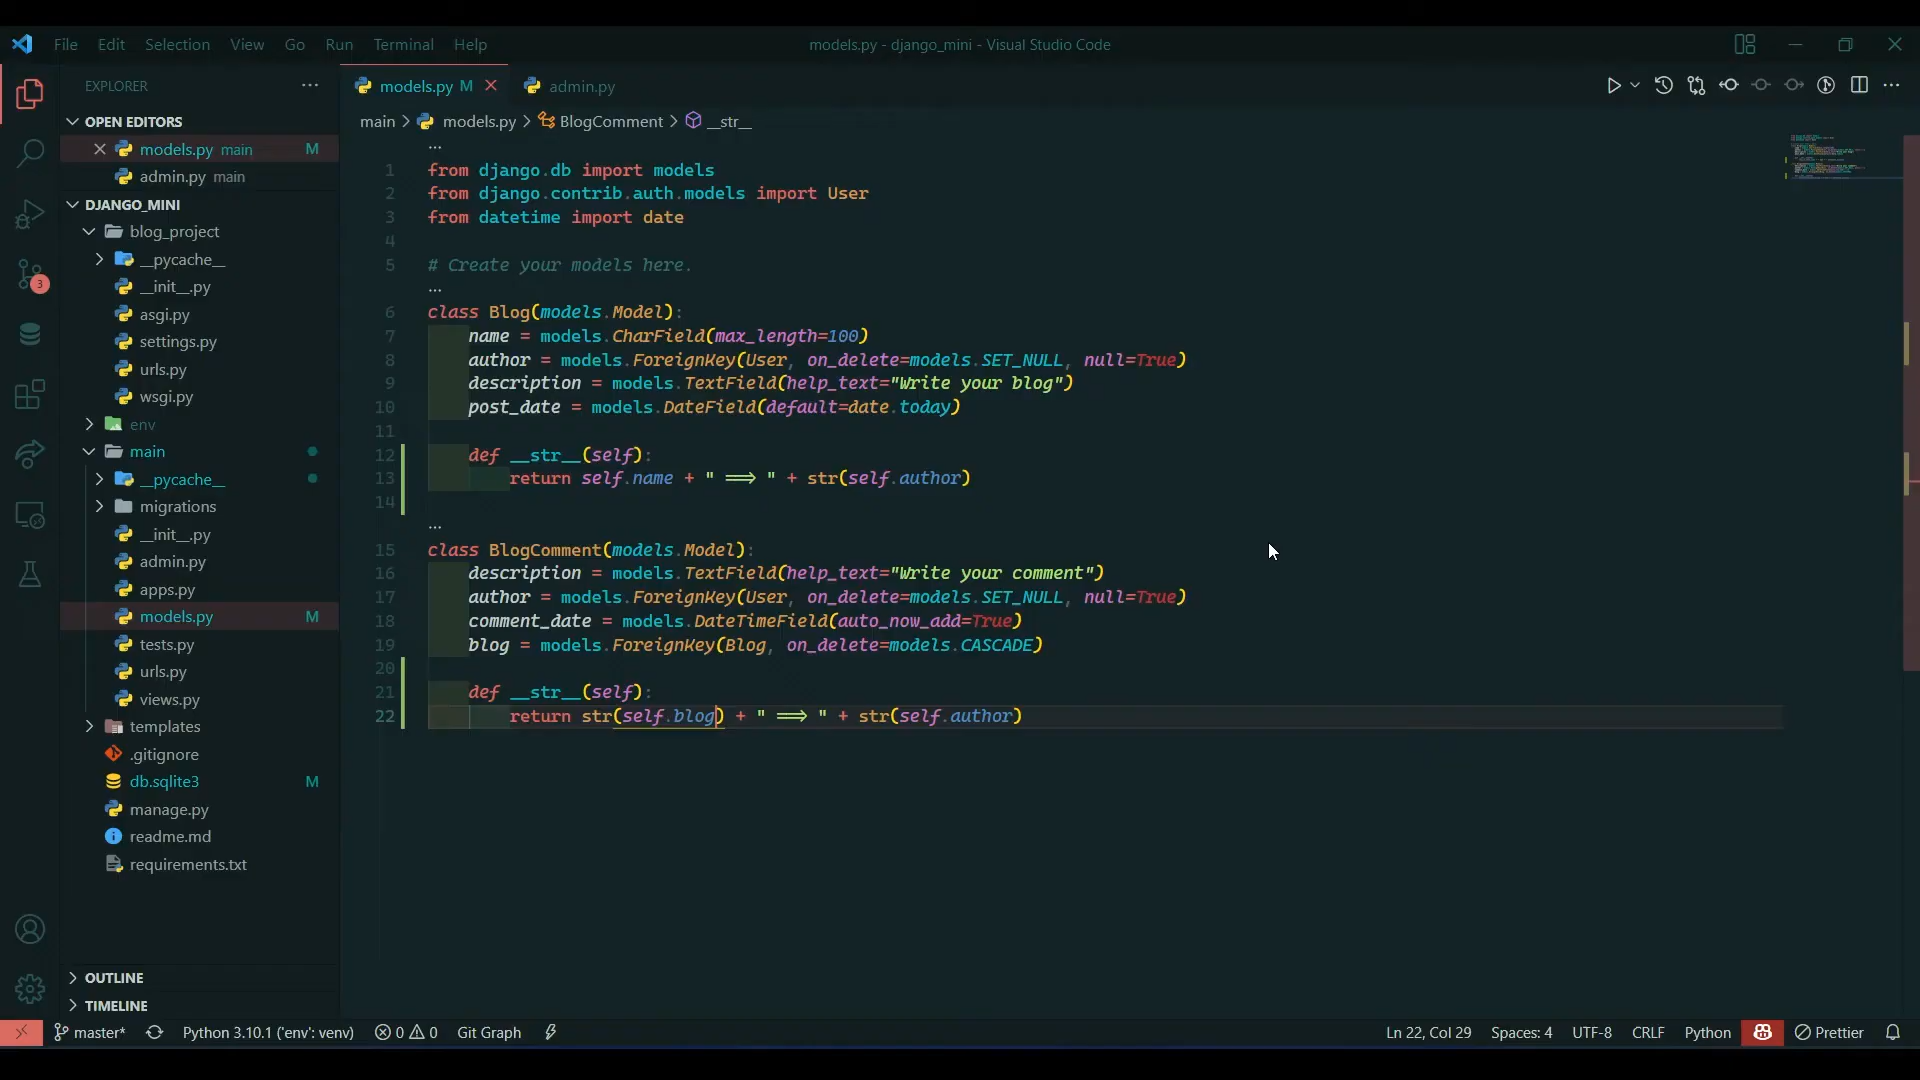 File Edit Selection View Go Run Terminal Help
models.py - django_mini - Visual Studio Code
EXPLORER ...
OPEN EDITORS
models.py main M
admin.py main
DJANGO_MINI
blog_project
__pycache__
__init__.py
asgi.py
settings.py
urls.py
wsgi.py
env
main
__pycache__
migrations
__init__.py
admin.py
apps.py
models.py M
tests.py
urls.py
views.py
templates
.gitignore
db.sqlite3 M
manage.py
readme.md
requirements.txt
OUTLINE
TIMELINE
3
models.py M
admin.py
main > models.py > BlogComment > __str__
...
1 from django.db import models
2 from django.contrib.auth.models import User
3 from datetime import date
4
5 # Create your models here.
...
6 class Blog(models.Model):
7 name = models.CharField(max_length=100)
8 author = models.ForeignKey(User, on_delete=models.SET_NULL, null=True)
9 description = models.TextField(help_text="Write your blog")
10 post_date = models.DateField(default=date.today)
11
12 def __str__(self):
13 return self.name + " ==> " + str(self.author)
14
...
15 class BlogComment(models.Model):
16 description = models.TextField(help_text="Write your comment")
17 author = models.ForeignKey(User, on_delete=models.SET_NULL, null=True)
18 comment_date = models.DateTimeField(auto_now_add=True)
19 blog = models.ForeignKey(Blog, on_delete=models.CASCADE)
20
21 def __str__(self):
22 return str(self.blog) + " ==> " + str(self.author)
master* Python 3.10.1 ('env': venv) 0 0 Git Graph
Ln 22, Col 29 Spaces: 4 UTF-8 CRLF Python Prettier